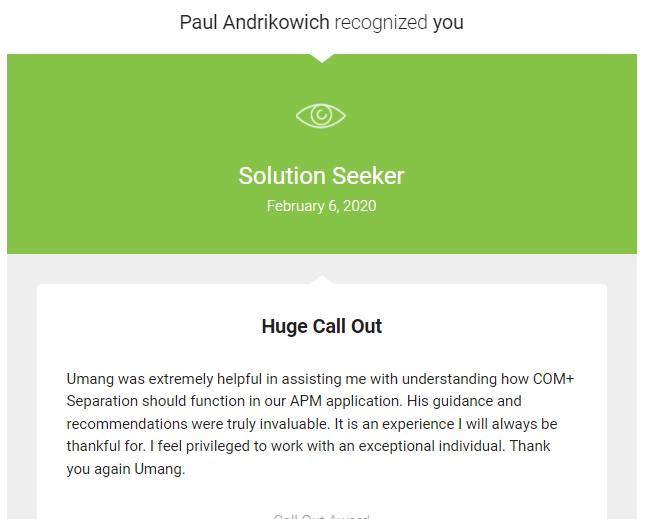 Paul Andrikowich recognized you
Solution Seeker
February 6, 2020
Huge Call Out
Umang was extremely helpful in assisting me with understanding how COM+
Separation should function in our APM application. His guidance and
recommendations were truly invaluable. It is an experience I will always be
thankful for. I feel privileged to work with an exceptional individual. Thank
you again Umang.
Call Out Award